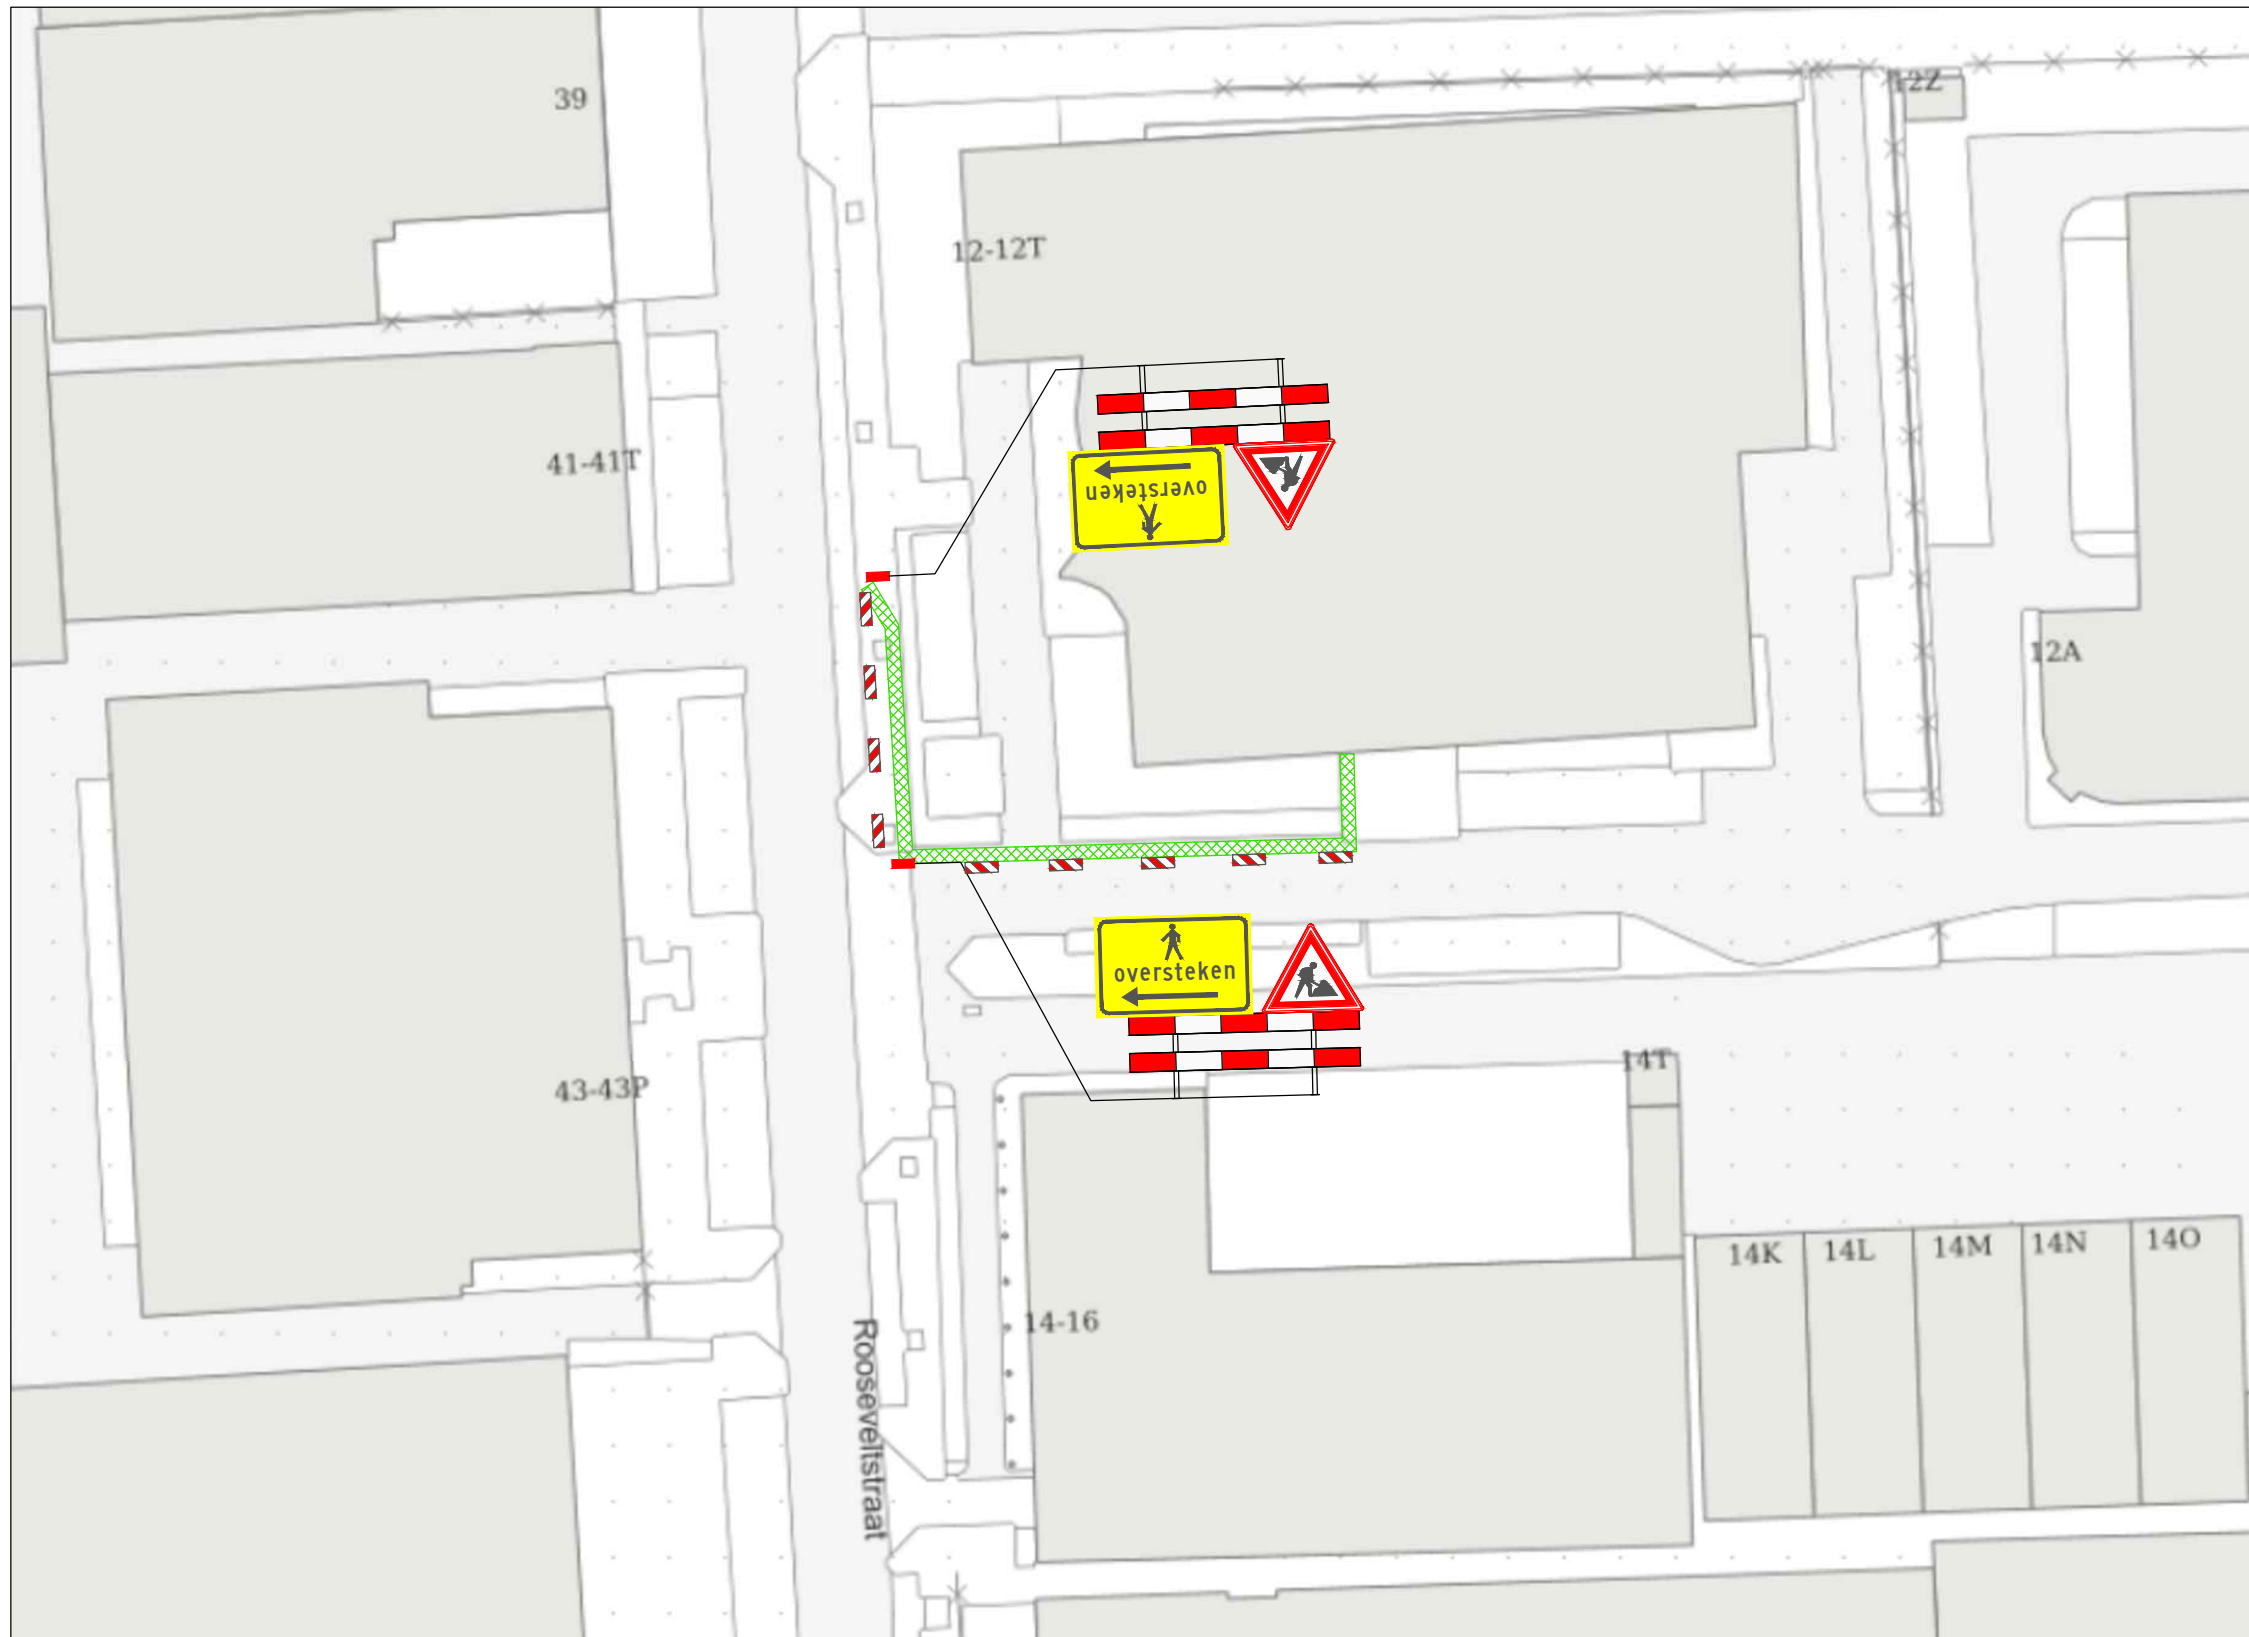 39
12Z
12-12T
41-41T
oversteken
12A
oversteken
14T
43-43P
14K
14L
14M
14N
14O
14-16
Rooseveltstraat